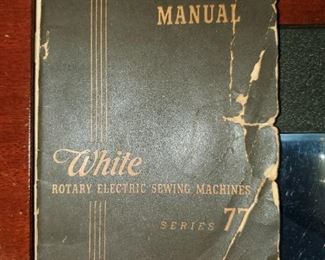 MANUAL
White
ROTARY ELECTRIC SEWING MACHINES
SERIES 77